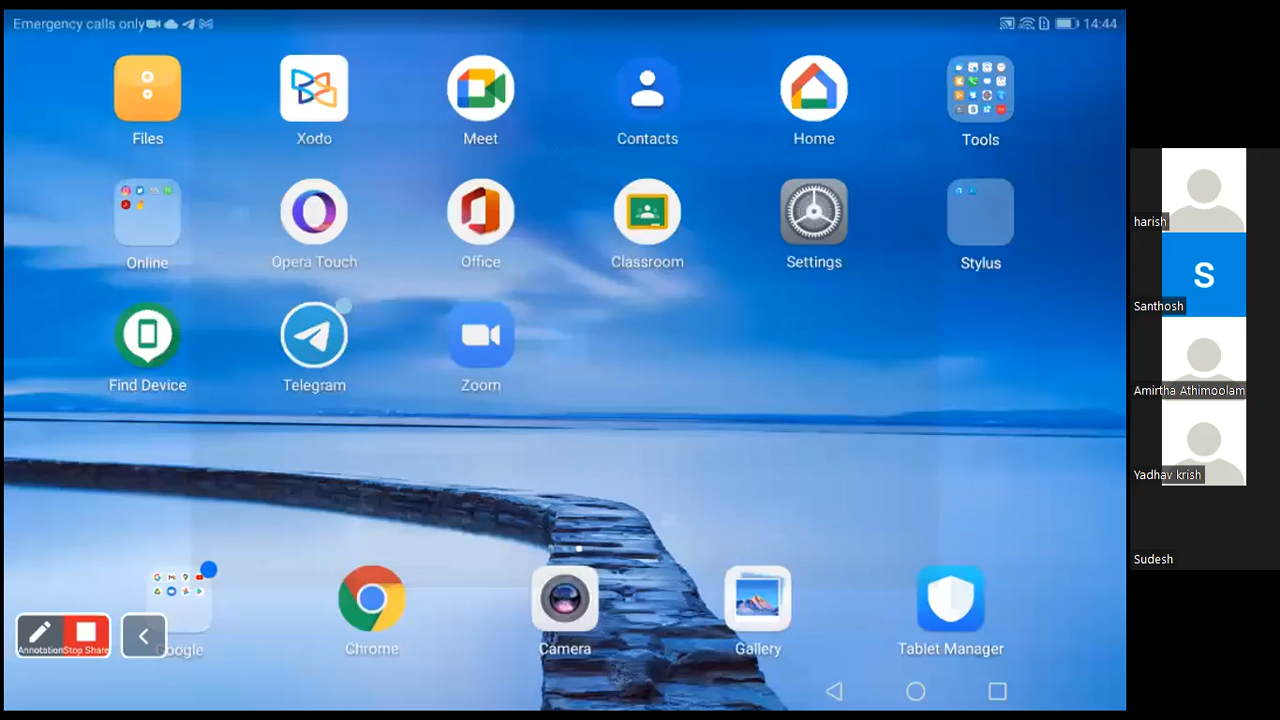 Emergency calls only
14:44
Files
Xodo
Meet
Contacts
Home
Tools
Online
Opera Touch
Office
Classroom
Settings
Stylus
Find Device
Telegram
Zoom
Annotation
Stop Share
Google
Chrome
Camera
Gallery
Tablet Manager
harish
S
Santhosh
Amirtha Athimoolam
Yadhav krish
Sudesh